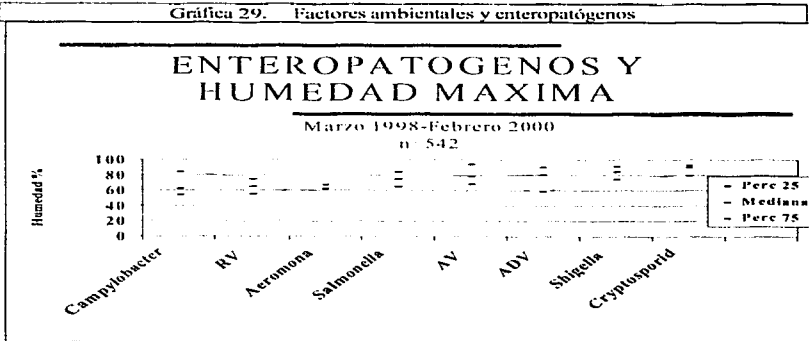 Gráfica 29. Factores ambientales y enteropatógenos
ENTEROPATOGENOS Y
HUMEDAD MAXIMA
Marzo 1998-Febrero 2000
n 542
Humedad %
100
80
60
40
20
0
Campylobacter
RV
Aeromona
Salmonella
AV
ADV
Shigella
Cryptosporid
Perc 25
Mediana
Perc 75